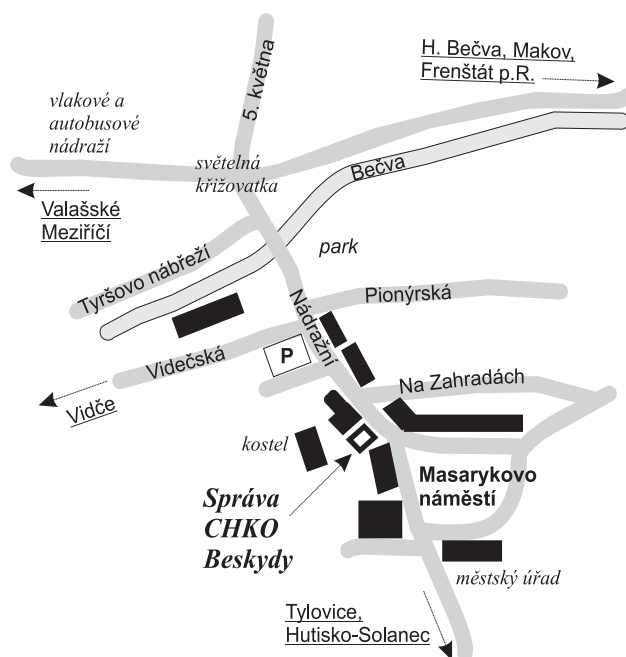 H. Bečva, Makov,
Frenštát p.R.
5. května
vlakové a
autobusové
nádraží
světelná
křižovatka
Bečva
Valašské
Meziříčí
park
Tyršovo nábřeží
Nádražní
Pionýrská
Videčská
P
Na Zahradách
Vidče
kostel
Masarykovo
náměstí
Správa
CHKO
Beskydy
městský úřad
Tylovice,
Hutisko-Solanec